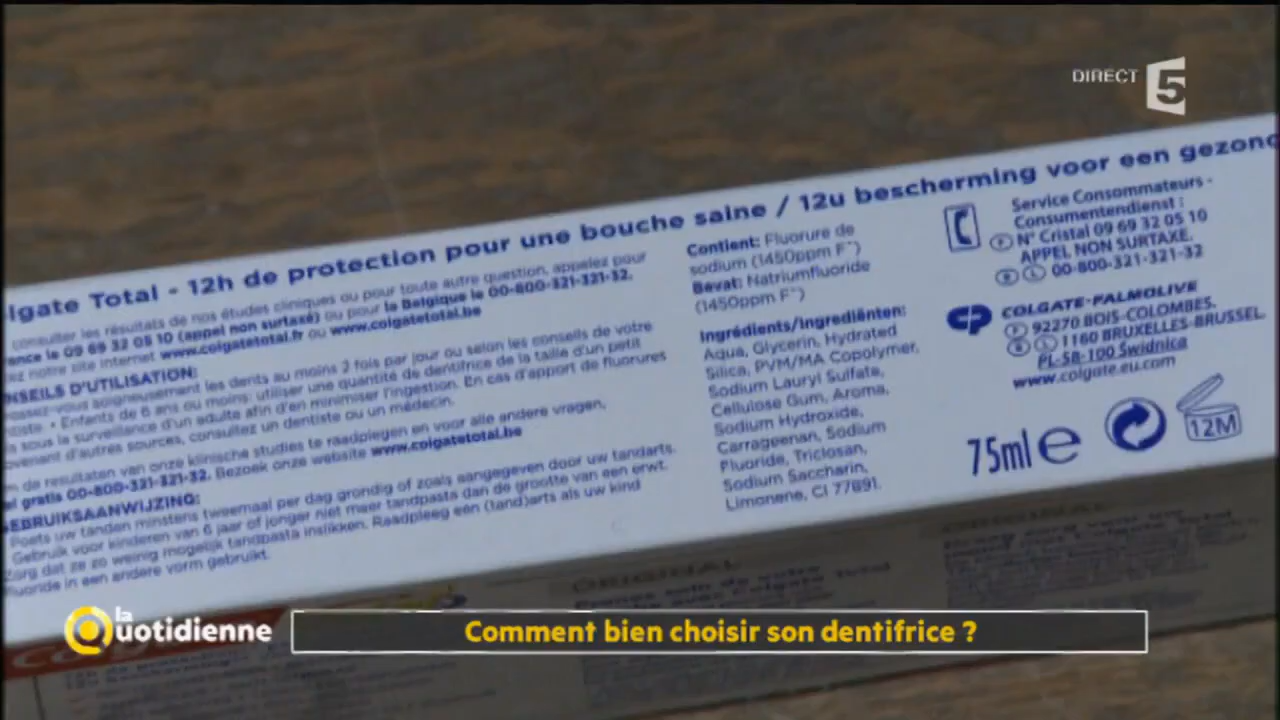 DIRECT 5
lgate Total - 12h de protection pour une bouche saine / 12u bescherming voor een gezond
consulter les résultats de nos études cliniques ou pour toute autre question, appelez pour
ance le 09 69 32 05 10 (appel non surtaxé) ou pour la Belgique le 00-800-321-321-32.
ez notre site internet www.colgatetotal.fr ou www.colgatetotal.be
NSEILS D'UTILISATION:
ossez-vous soigneusement les dents au moins 2 fois par jour ou selon les conseils de votre
tiste. • Enfants de 6 ans ou moins: utiliser une quantité de dentifrice de la taille d'un petit
s sous la surveillance d'un adulte afin d'en minimiser l'ingestion. En cas d'apport de fluorures
ovenant d'autres sources, consultez un dentiste ou un médecin.
m de resultaten van onze klinische studies te raadplegen en voor alle andere vragen,
el gratis 00-800-321-321-32. Bezoek onze website www.colgatetotal.be
EBRUIKSAANWIJZING:
Poets uw tanden minstens tweemaal per dag grondig of zoals aangegeven door uw tandarts.
Gebruik voor kinderen van 6 jaar of jonger niet meer tandpasta dan de grootte van een erwt.
Zorg dat ze zo weinig mogelijk tandpasta inslikken. Raadpleeg een (tand)arts als uw kind
fluoride in een andere vorm gebruikt.
Contient: Fluorure de
sodium (1450ppm F⁻)
Bevat: Natriumfluoride
(1450ppm F⁻)
Ingrédients/Ingrediënten:
Aqua, Glycerin, Hydrated
Silica, PVM/MA Copolymer,
Sodium Lauryl Sulfate,
Cellulose Gum, Aroma,
Sodium Hydroxide,
Carrageenan, Sodium
Fluoride, Triclosan,
Sodium Saccharin,
Limonene, CI 77891.
Service Consommateurs -
Consumentendienst :
F N° Cristal 09 69 32 05 10
APPEL NON SURTAXE.
B L 00-800-321-321-32
CP COLGATE-PALMOLIVE
F 92270 BOIS-COLOMBES.
B L 1160 BRUXELLES-BRUSSEL
PL-58-100 Świdnica
www.colgate.eu.com
75ml e 12M
ORIGINAL
la Quotidienne
Comment bien choisir son dentifrice ?